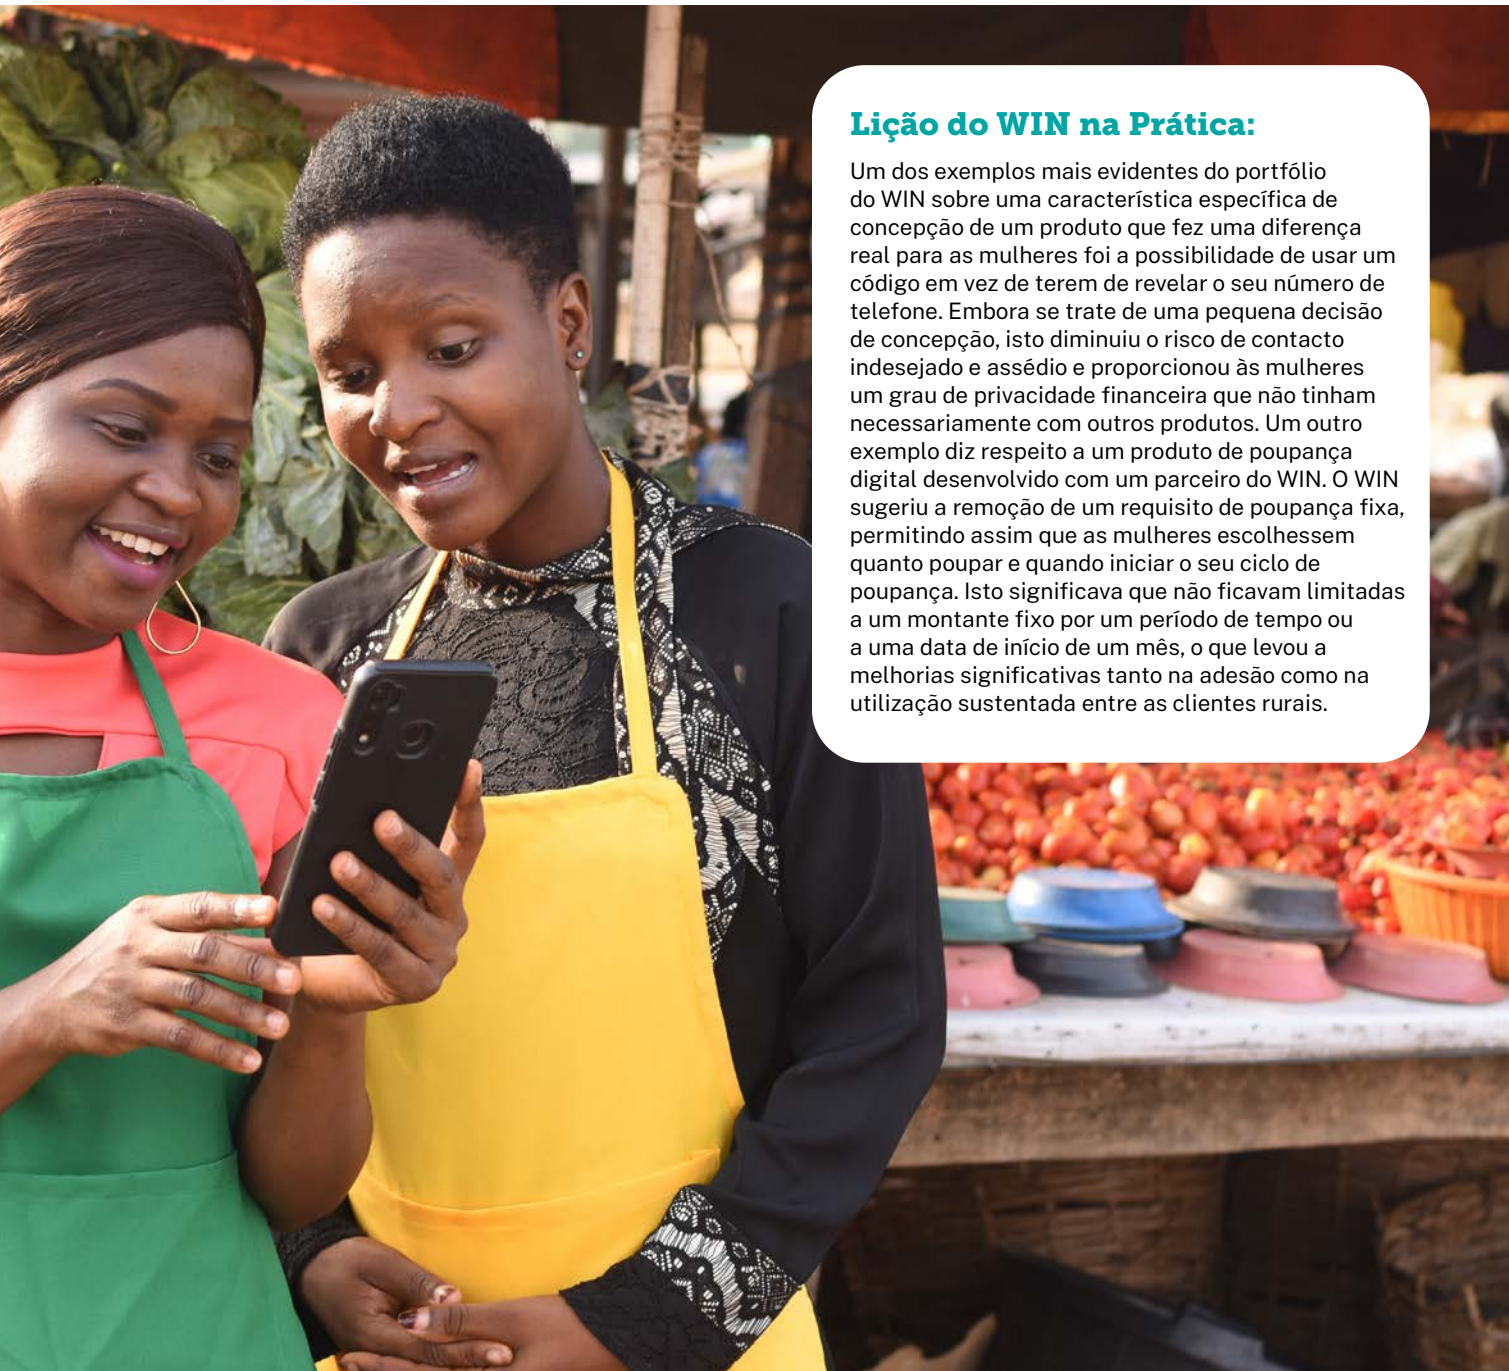 Lição do WIN na Prática:
Um dos exemplos mais evidentes do portfólio
do WIN sobre uma característica específica de
concepção de um produto que fez uma diferença
real para as mulheres foi a possibilidade de usar um
código em vez de terem de revelar o seu número de
telefone. Embora se trate de uma pequena decisão
de concepção, isto diminuiu o risco de contacto
indesejado e assédio e proporcionou às mulheres
um grau de privacidade financeira que não tinham
necessariamente com outros produtos. Um outro
exemplo diz respeito a um produto de poupança
digital desenvolvido com um parceiro do WIN. O WIN
sugeriu a remoção de um requisito de poupança fixa,
permitindo assim que as mulheres escolhessem
quanto poupar e quando iniciar o seu ciclo de
poupança. Isto significava que não ficavam limitadas
a um montante fixo por um período de tempo ou
a uma data de início de um mês, o que levou a
melhorias significativas tanto na adesão como na
utilização sustentada entre as clientes rurais.